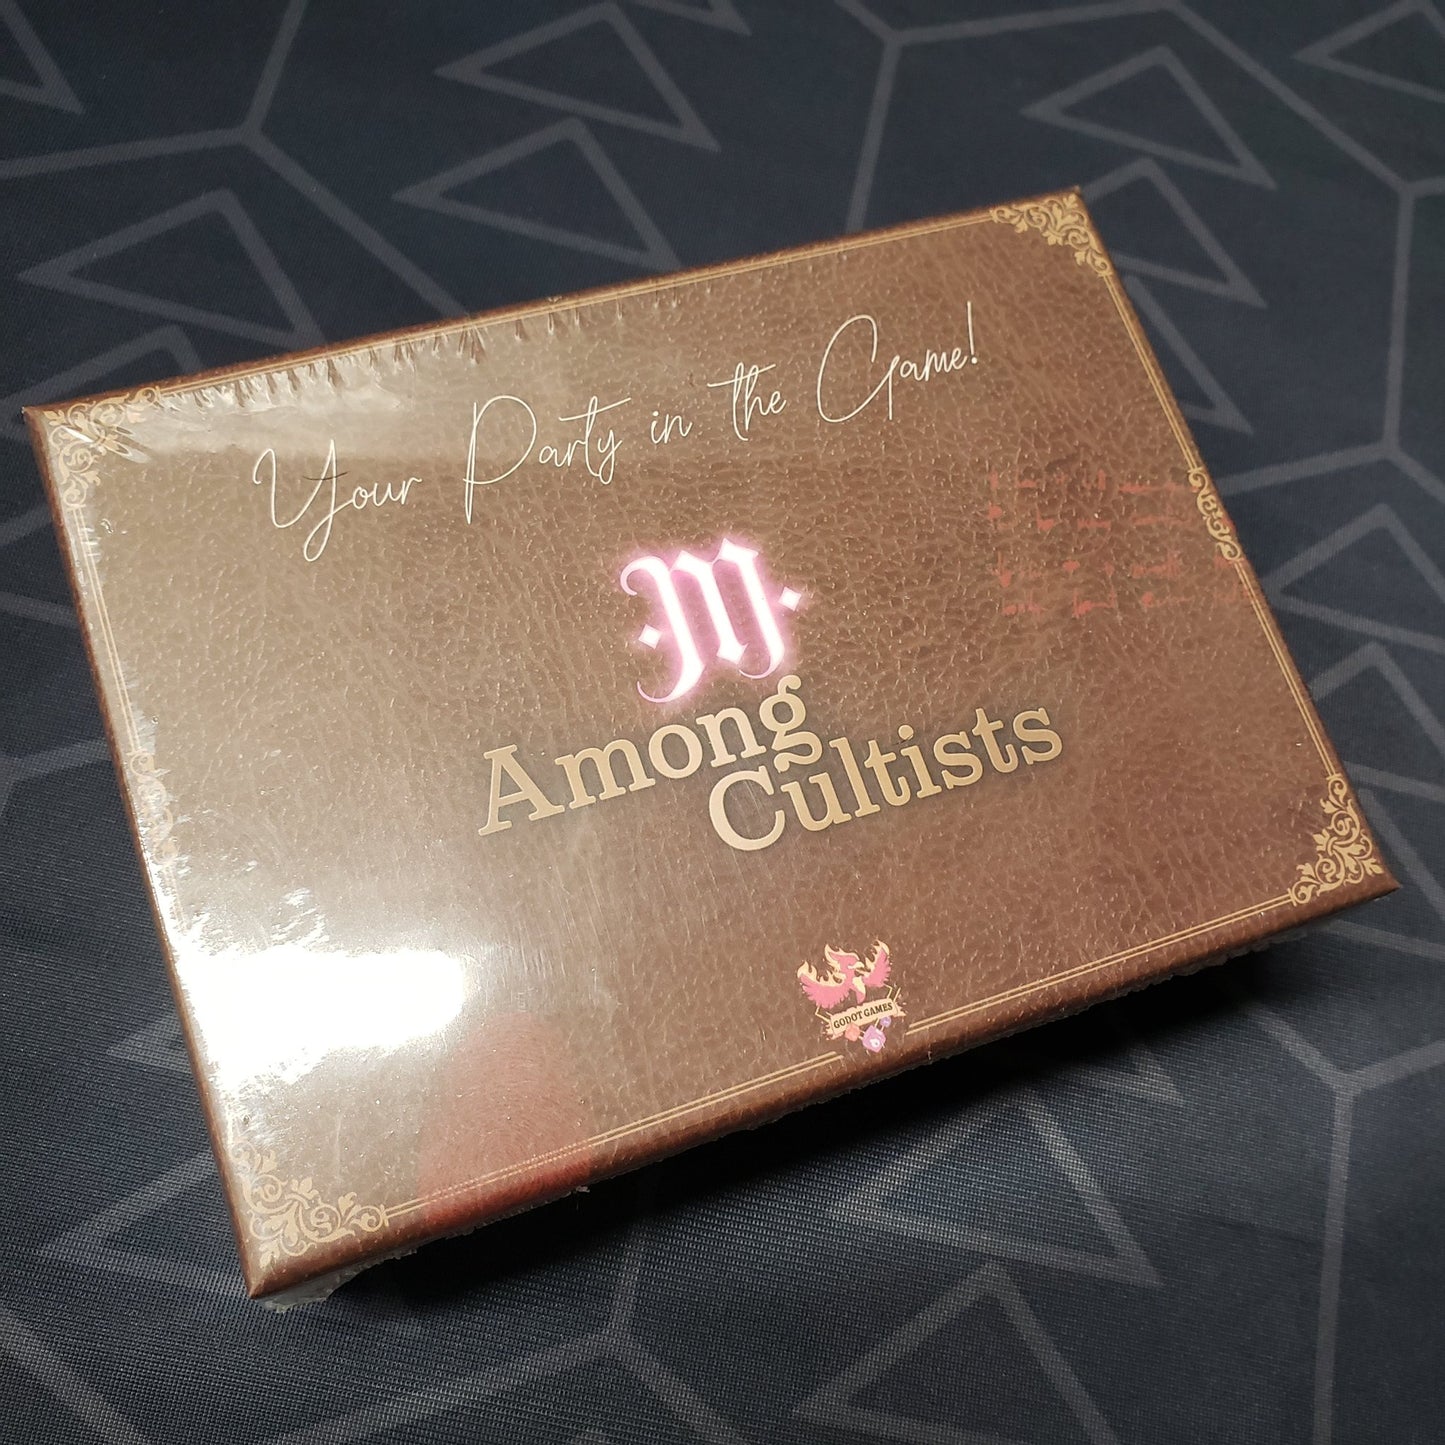 Your Party in the Game!
M
Among
Cultists
GODOT GAMES